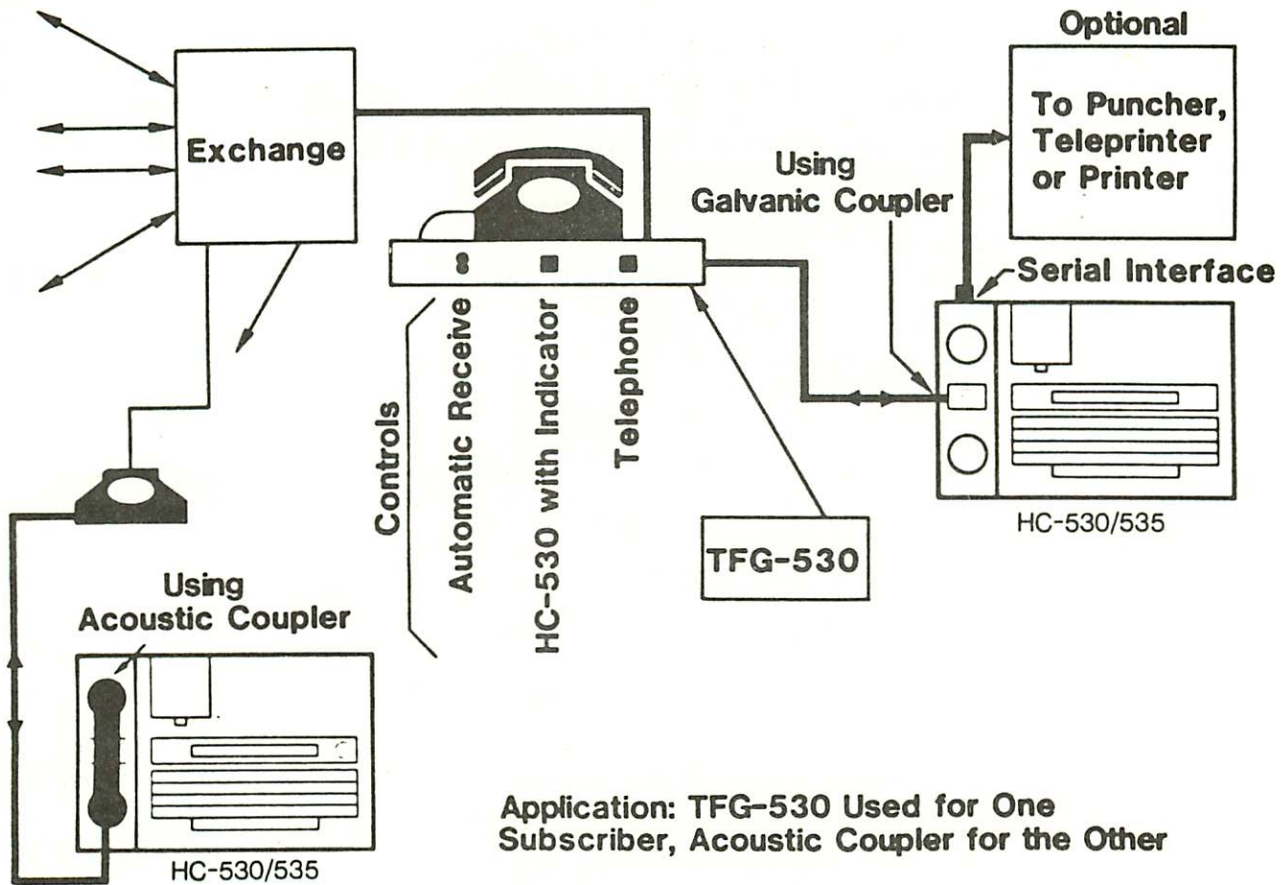 Optional
To Puncher,
Teleprinter
or Printer
Exchange
Using
Galvanic Coupler
Serial Interface
Controls
Automatic Receive
HC-530 with Indicator
Telephone
HC-530/535
TFG-530
Using
Acoustic Coupler
HC-530/535
Application: TFG-530 Used for One
Subscriber, Acoustic Coupler for the Other